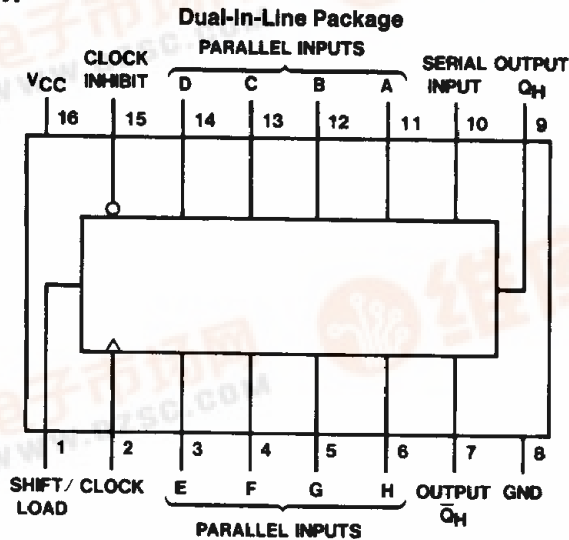 Dual-In-Line Package
PARALLEL INPUTS
VCC CLOCK INHIBIT D C B A SERIAL INPUT OUTPUT QH
16 15 14 13 12 11 10 9
1 2 3 4 5 6 7 8
SHIFT/LOAD CLOCK E F G H OUTPUT Q̅H GND
PARALLEL INPUTS